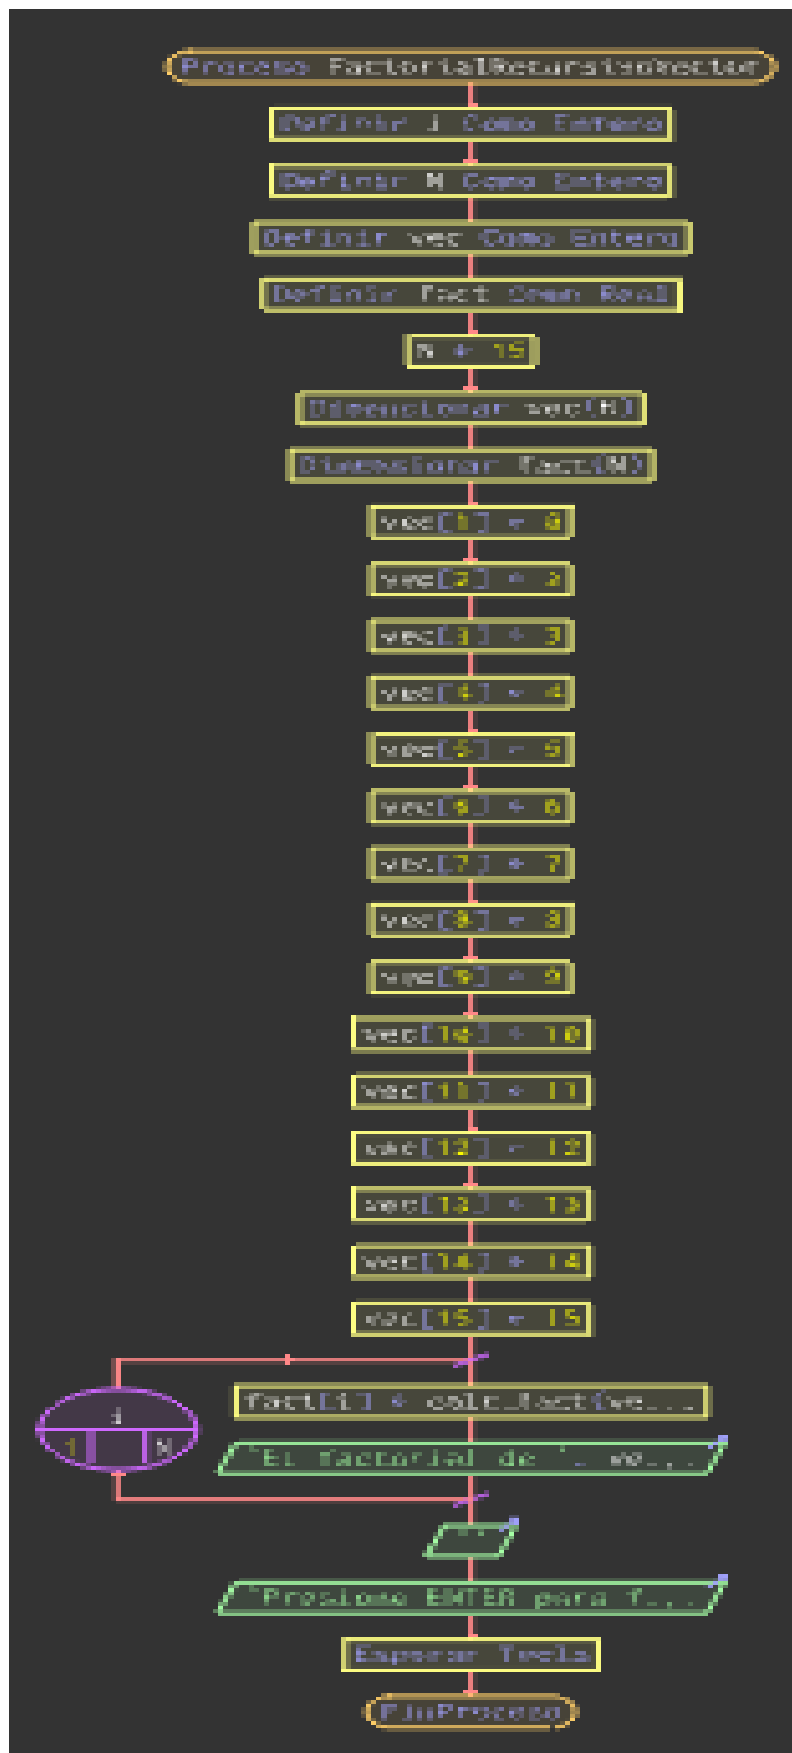 Proceso FactorialRecursivoVector
Definir i Como Entero
Definir N Como Entero
Definir vec Como Entero
Definir fact Como Real
N ← 15
Dimensionar vec(N)
Dimensionar fact(N)
vec[2] ← 2
vec[3] ← 3
vec[4] ← 4
vec[5] ← 5
vec[6] ← 6
vec[7] ← 7
vec[8] ← 8
vec[9] ← 9
vec[10] ← 10
vec[11] ← 11
vec[12] ← 12
vec[13] ← 13
vec[14] ← 14
vec[15] ← 15
fact[i] ← calc_fact(ve...
i
1 N
"El factorial de ", ve...
""
"Presione ENTER para f...
Esperar Tecla
FinProceso